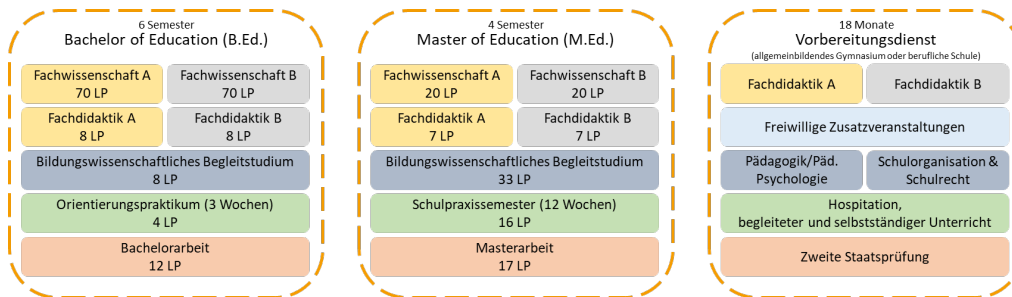 6 Semester
Bachelor of Education (B.Ed.)
Fachwissenschaft A
70 LP
Fachwissenschaft B
70 LP
Fachdidaktik A
8 LP
Fachdidaktik B
8 LP
Bildungswissenschaftliches Begleitstudium
8 LP
Orientierungspraktikum (3 Wochen)
4 LP
Bachelorarbeit
12 LP
4 Semester
Master of Education (M.Ed.)
Fachwissenschaft A
20 LP
Fachwissenschaft B
20 LP
Fachdidaktik A
7 LP
Fachdidaktik B
7 LP
Bildungswissenschaftliches Begleitstudium
33 LP
Schulpraxissemester (12 Wochen)
16 LP
Masterarbeit
17 LP
18 Monate
Vorbereitungsdienst
(allgemeinbildendes Gymnasium oder berufliche Schule)
Fachdidaktik A
Fachdidaktik B
Freiwillige Zusatzveranstaltungen
Pädagogik/Päd.
Psychologie
Schulorganisation &
Schulrecht
Hospitation,
begleiteter und selbstständiger Unterricht
Zweite Staatsprüfung